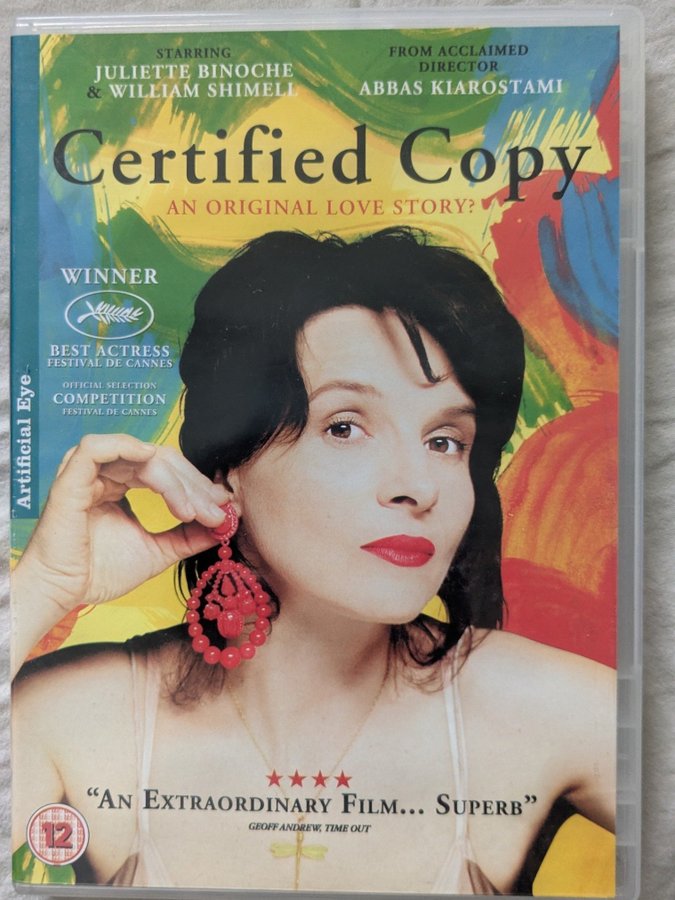 STARRING
JULIETTE BINOCHE
& WILLIAM SHIMELL
FROM ACCLAIMED
DIRECTOR
ABBAS KIAROSTAMI
Certified Copy
AN ORIGINAL LOVE STORY?
WINNER
BEST ACTRESS
FESTIVAL DE CANNES
OFFICIAL SELECTION
COMPETITION
FESTIVAL DE CANNES
Artificial Eye
★★★★
“AN EXTRAORDINARY FILM... SUPERB”
GEOFF ANDREW, TIME OUT
12